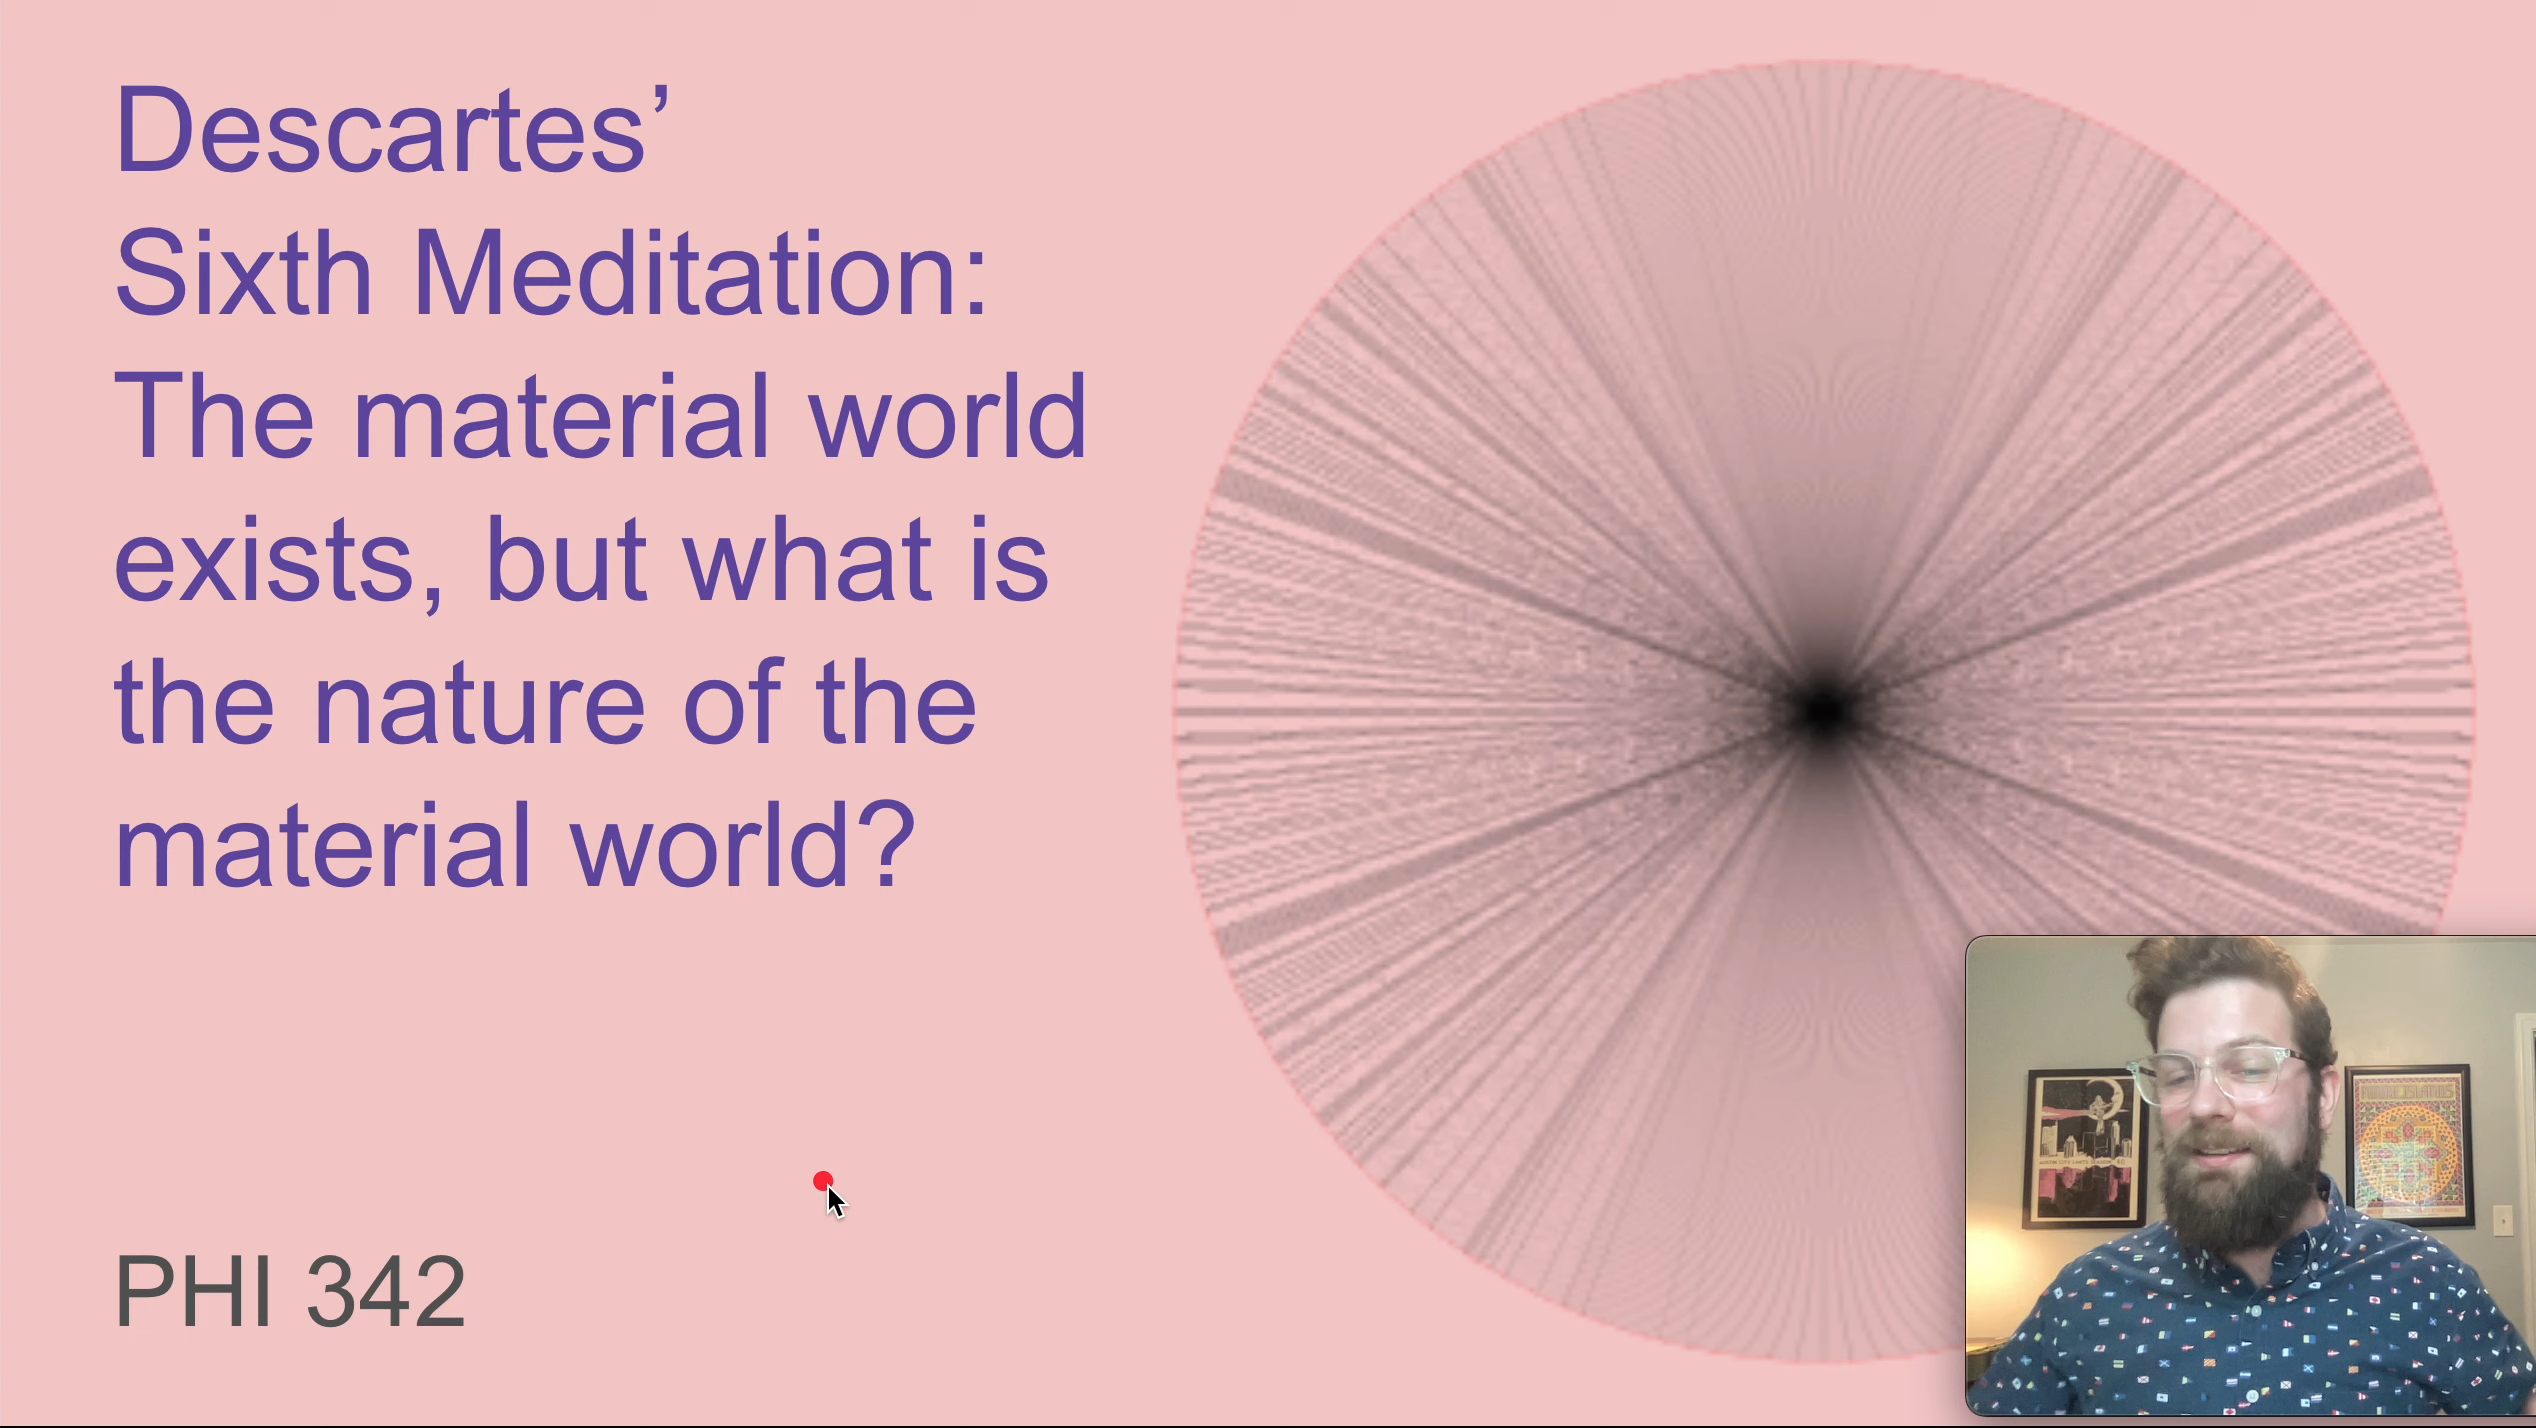 Descartes’
Sixth Meditation:
The material world
exists, but what is
the nature of the
material world?
PHI 342